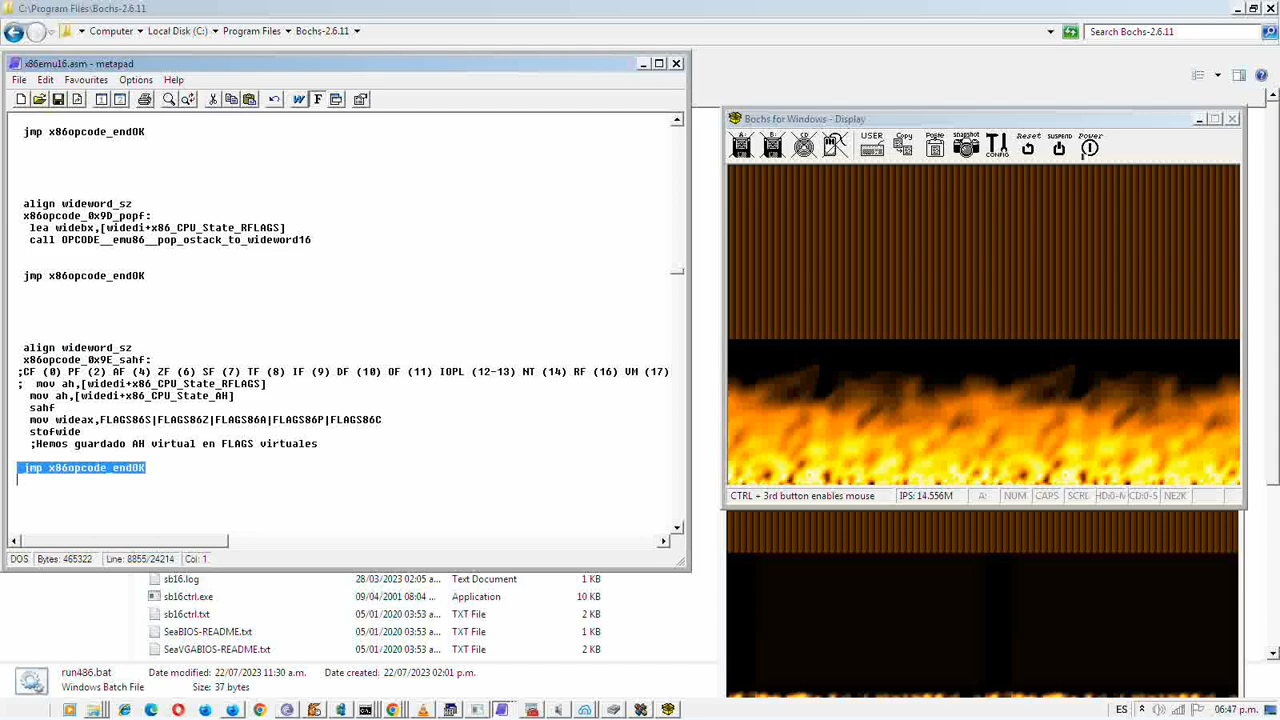 C:\Program Files\Bochs-2.6.11
Computer Local Disk (C:) Program Files Bochs-2.6.11
Search Bochs-2.6.11
x86emu16.asm - metapad
File Edit Favourites Options Help
jmp x86opcode_endOK
align wideword_sz
x86opcode_0x9D_popf:
lea widebx,[widedi+x86_CPU_State_RFLAGS]
call OPCODE__emu86__pop_ostack_to_wideword16
jmp x86opcode_endOK
align wideword_sz
x86opcode_0x9E_sahf:
;CF (0) PF (2) AF (4) ZF (6) SF (7) TF (8) IF (9) DF (10) OF (11) IOPL (12-13) NT (14) RF (16) VM (17)
; mov ah,[widedi+x86_CPU_State_RFLAGS]
mov ah,[widedi+x86_CPU_State_AH]
sahf
mov wideax,FLAGS86S|FLAGS86Z|FLAGS86A|FLAGS86P|FLAGS86C
stofwide
;Hemos guardado AH virtual en FLAGS virtuales
jmp x86opcode_endOK
DOS Bytes: 465322 Line: 8855/24214 Col: 1
Bochs for Windows - Display
A: B: CD USER Copy Paste snapshot CONFIG Reset SUSPEND Power
CTRL + 3rd button enables mouse IPS: 14.556M A: NUM CAPS SCRL HD:0-M CD:0-S NE2K
sb16.log 28/03/2023 02:05 a... Text Document 1 KB
sb16ctrl.exe 09/04/2001 08:04 ... Application 10 KB
sb16ctrl.txt 05/01/2020 03:53 a... TXT File 2 KB
SeaBIOS-README.txt 05/01/2020 03:53 a... TXT File 1 KB
SeaVGABIOS-README.txt 05/01/2020 03:53 a... TXT File 2 KB
run486.bat Date modified: 22/07/2023 11:30 a.m. Date created: 22/07/2023 02:01 p.m.
Windows Batch File Size: 37 bytes
ES 06:47 p.m.